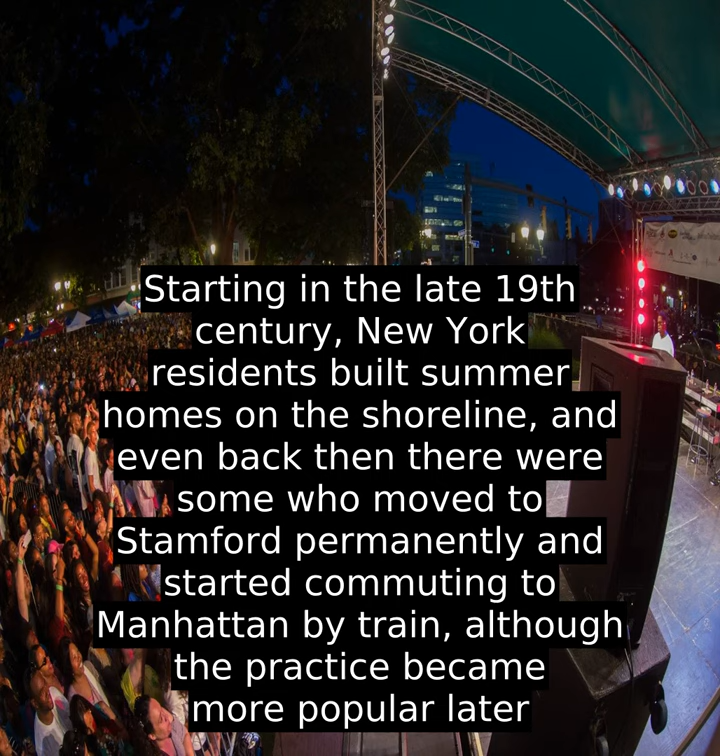 Starting in the late 19th
century, New York
residents built summer
homes on the shoreline, and
even back then there were
some who moved to
Stamford permanently and
started commuting to
Manhattan by train, although
the practice became
more popular later